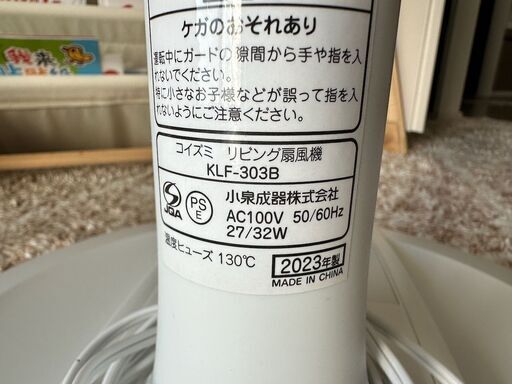 ケガのおそれあり
運転中にガードの隙間から手や指を入
れないでください。
特に小さなお子様などが誤って指を入
れないようにご注意ください。
コイズミ リビング扇風機
KLF-303B
JQA
PS
E
小泉成器株式会社
AC100V 50/60Hz
27/32W
温度ヒューズ 130℃
2023年製
MADE IN CHINA
我来